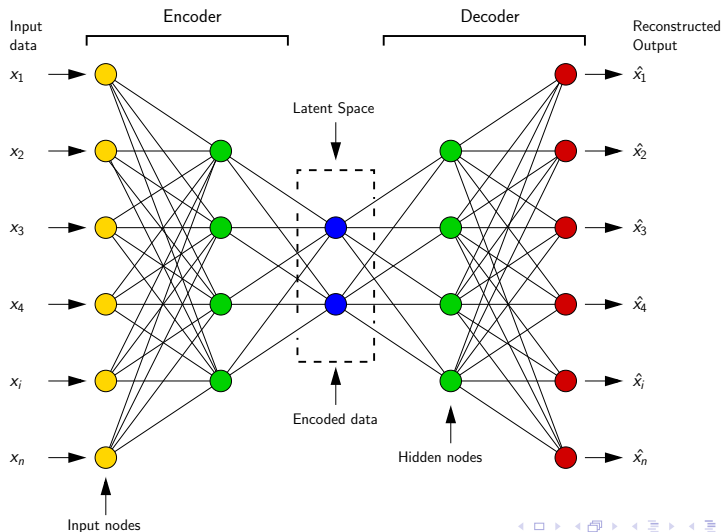 Encoder
Decoder
Input
data
Reconstructed
Output
Latent Space
x₁
x̂₁
x₂
x̂₂
x₃
x̂₃
x₄
x̂₄
xᵢ
x̂ᵢ
xₙ
x̂ₙ
Encoded data
Hidden nodes
Input nodes